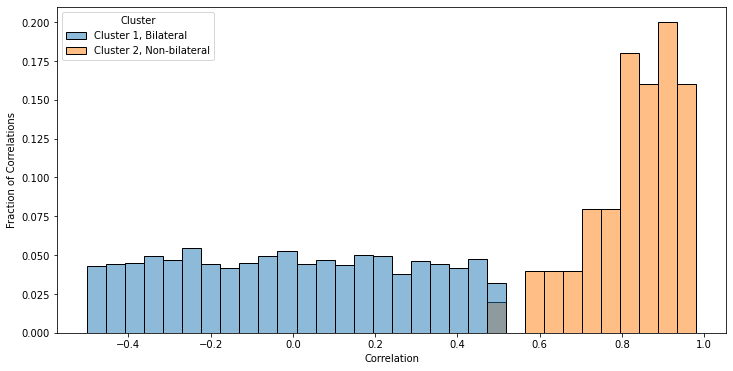 Cluster
Cluster 1, Bilateral
Cluster 2, Non-bilateral
0.200
0.175
0.150
0.125
0.100
0.075
0.050
0.025
0.000
Fraction of Correlations
−0.4 −0.2 0.0 0.2 0.4 0.6 0.8 1.0
Correlation